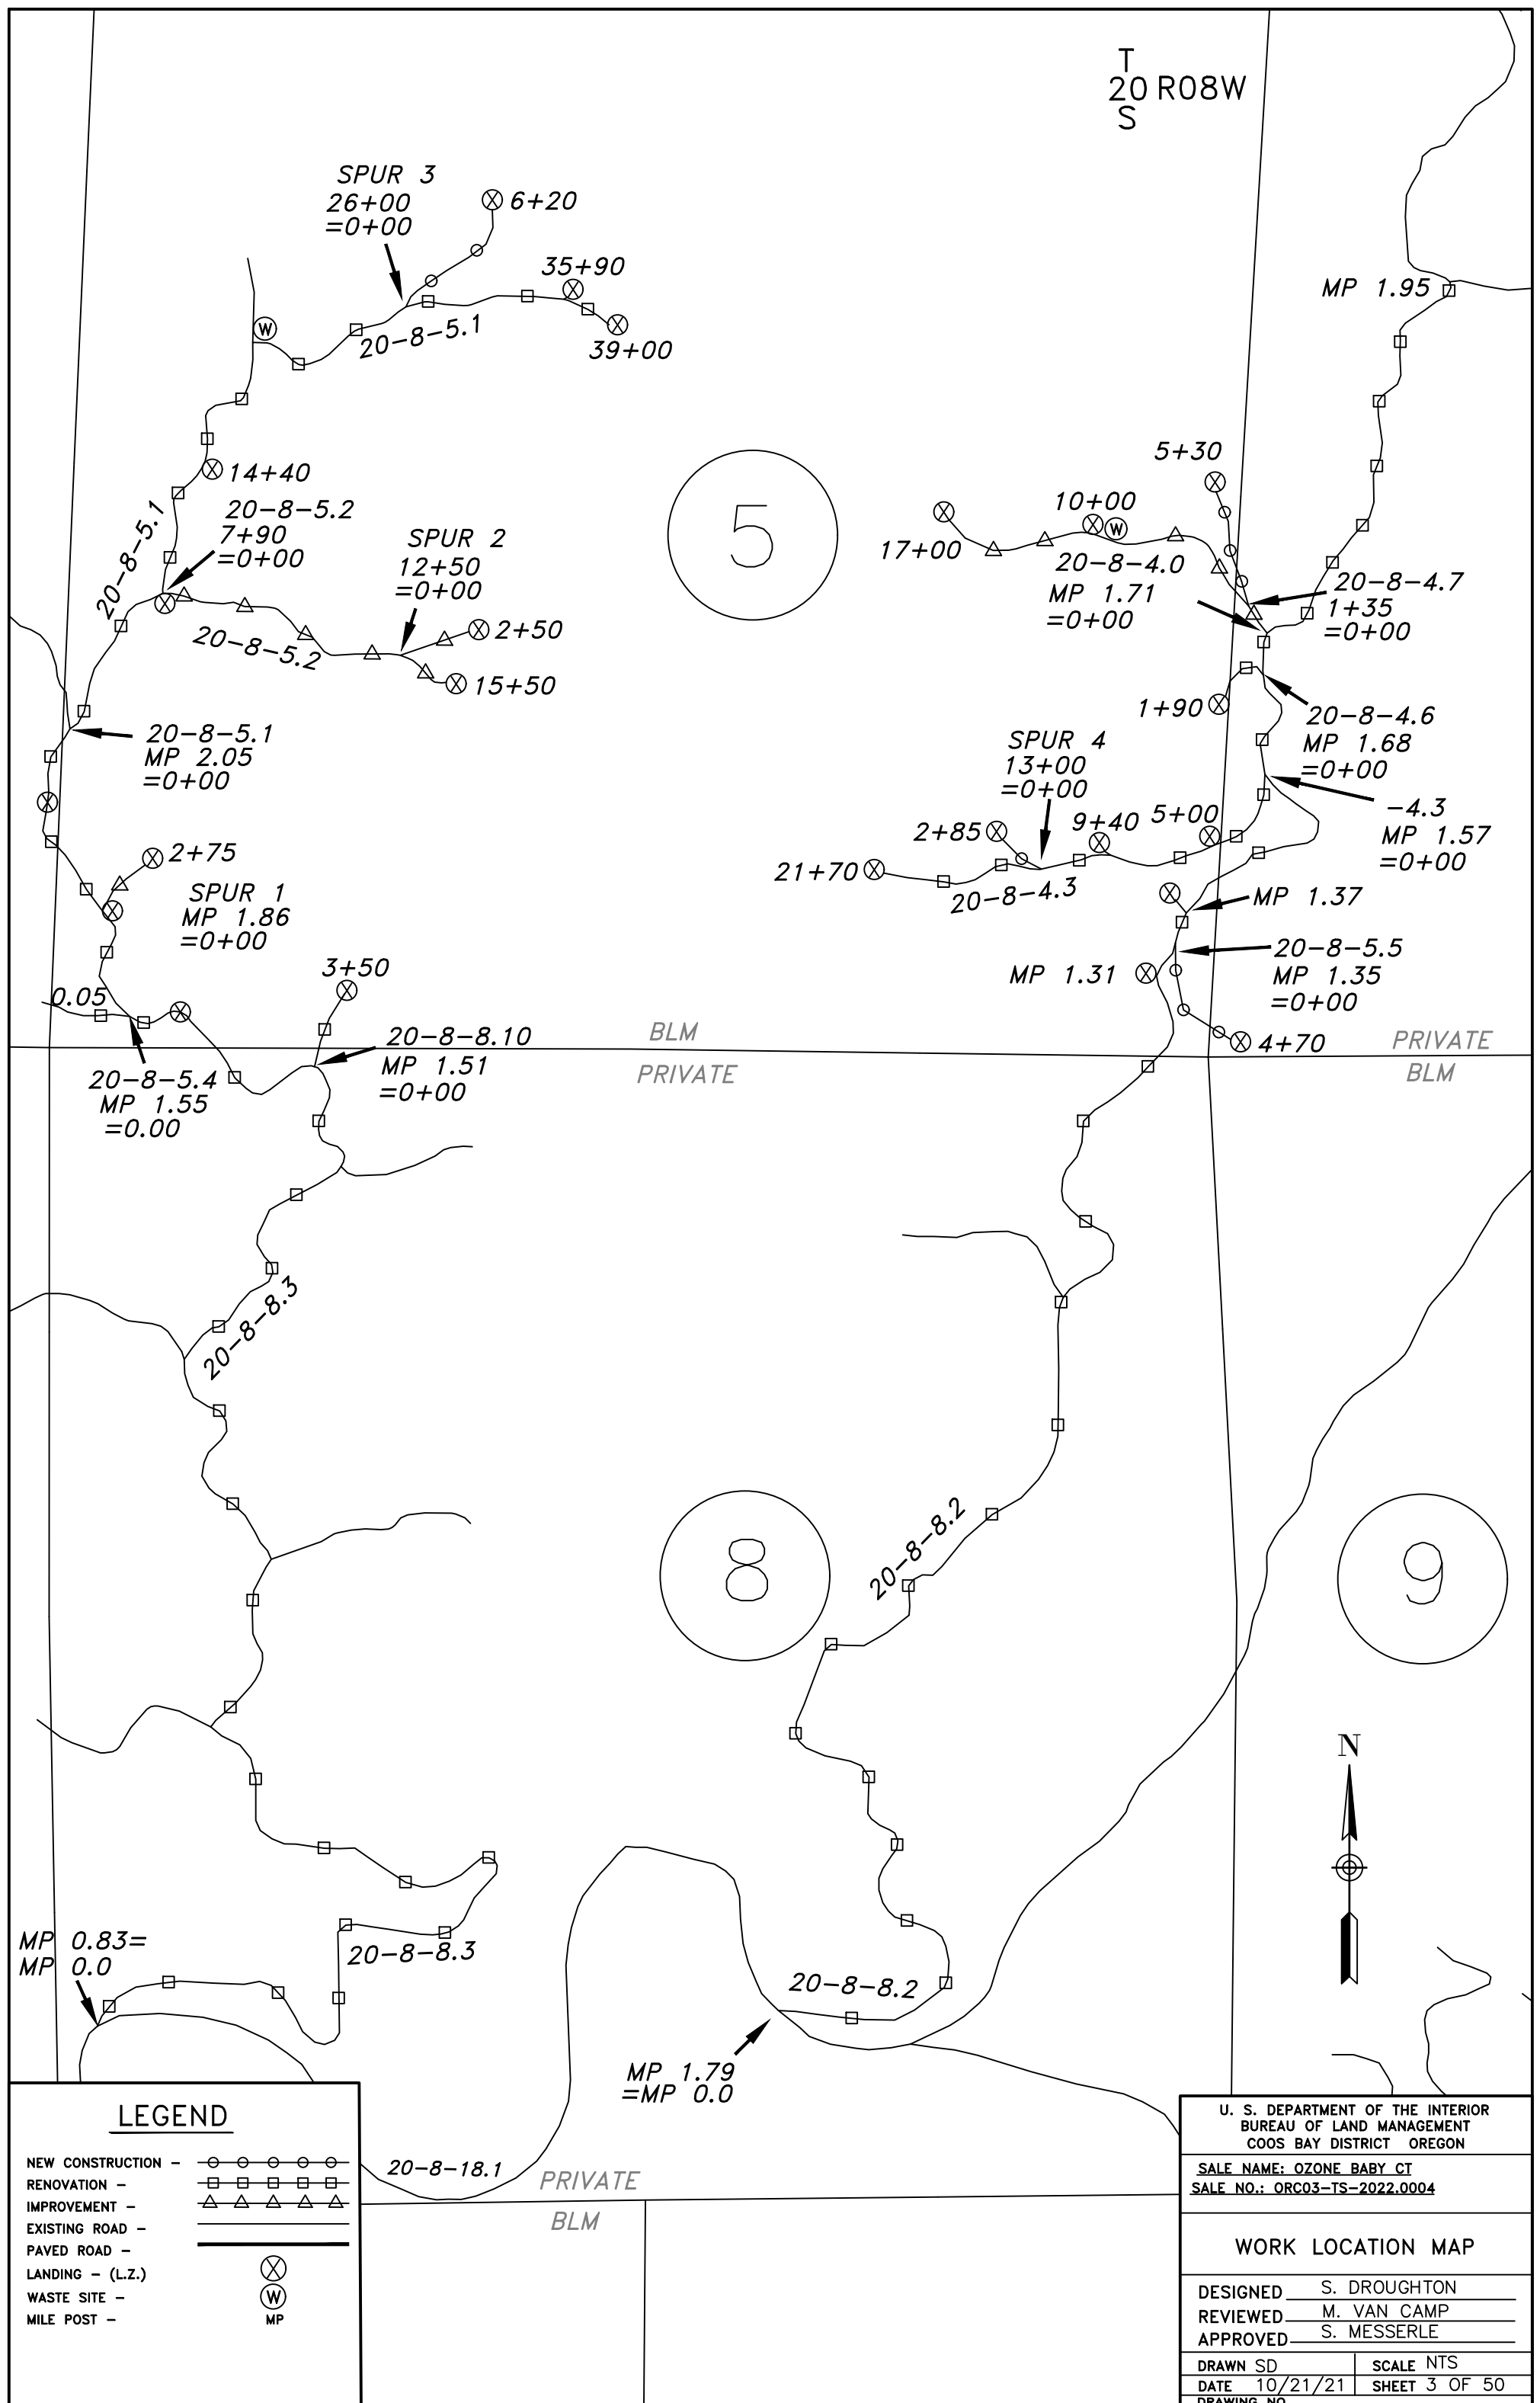 T
20 R08W
S
SPUR 3
26+00
=0+00
6+20
35+90
20-8-5.1
39+00
W
MP 1.95
14+40
20-8-5.1
20-8-5.2
7+90
=0+00
SPUR 2
12+50
=0+00
5
5+30
10+00
W
17+00
20-8-4.0
MP 1.71
=0+00
20-8-4.7
1+35
=0+00
20-8-5.2
2+50
15+50
1+90
20-8-4.6
MP 1.68
=0+00
20-8-5.1
MP 2.05
=0+00
SPUR 4
13+00
=0+00
-4.3
MP 1.57
=0+00
2+85
9+40
5+00
21+70
20-8-4.3
2+75
SPUR 1
MP 1.86
=0+00
MP 1.37
20-8-5.5
MP 1.35
=0+00
MP 1.31
3+50
0.05
4+70
20-8-8.10
MP 1.51
=0+00
BLM
PRIVATE
PRIVATE
BLM
20-8-5.4
MP 1.55
=0.00
20-8-8.3
20-8-8.2
8
9
N
MP 0.83=
MP 0.0
20-8-8.3
20-8-8.2
MP 1.79
=MP 0.0
20-8-18.1
PRIVATE
BLM
LEGEND
NEW CONSTRUCTION -
RENOVATION -
IMPROVEMENT -
EXISTING ROAD -
PAVED ROAD -
LANDING - (L.Z.)
WASTE SITE - W
MILE POST - MP
U. S. DEPARTMENT OF THE INTERIOR
BUREAU OF LAND MANAGEMENT
COOS BAY DISTRICT OREGON
SALE NAME: OZONE BABY CT
SALE NO.: ORC03-TS-2022.0004
WORK LOCATION MAP
DESIGNED S. DROUGHTON
REVIEWED M. VAN CAMP
APPROVED S. MESSERLE
DRAWN SD SCALE NTS
DATE 10/21/21 SHEET 3 OF 50
DRAWING NO